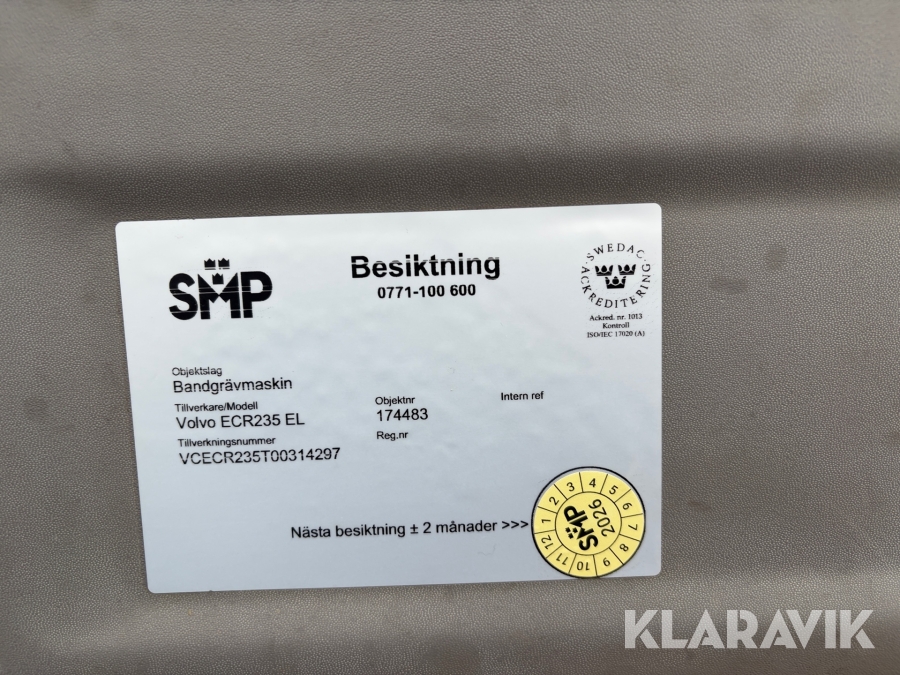 SMP
Besiktning
0771-100 600
SWEDAC
ACKREDITERING
Ackred. nr. 1013
Kontroll
ISO/IEC 17020 (A)
Objektslag
Bandgrävmaskin
Tillverkare/Modell
Volvo ECR235 EL
Tillverkningsnummer
VCECR235T00314297
Objektnr
174483
Reg.nr
Intern ref
Nästa besiktning ± 2 månader >>>
1 2 3 4 5 6 7 8 9 10 11 12
SMP
2026
KLARAVIK